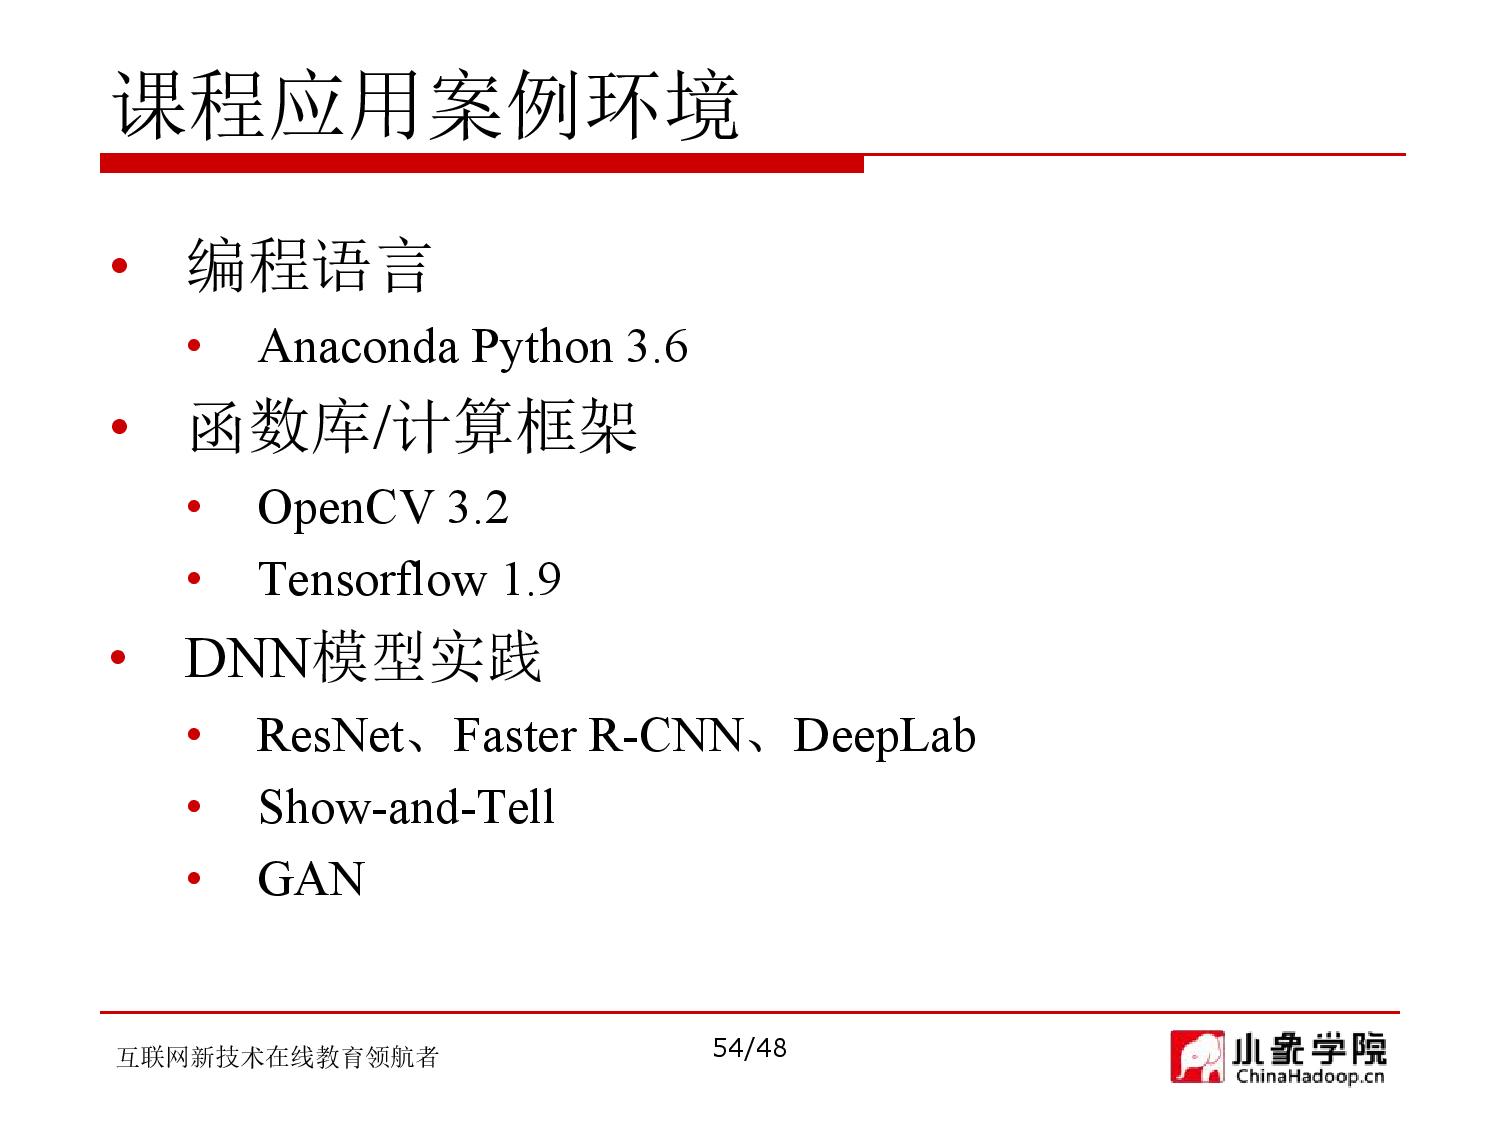 课程应用案例环境
• 编程语言
• Anaconda Python 3.6
• 函数库/计算框架
• OpenCV 3.2
• Tensorflow 1.9
• DNN模型实践
• ResNet、Faster R-CNN、DeepLab
• Show-and-Tell
• GAN
互联网新技术在线教育领航者
54/48
小象学院
ChinaHadoop.cn